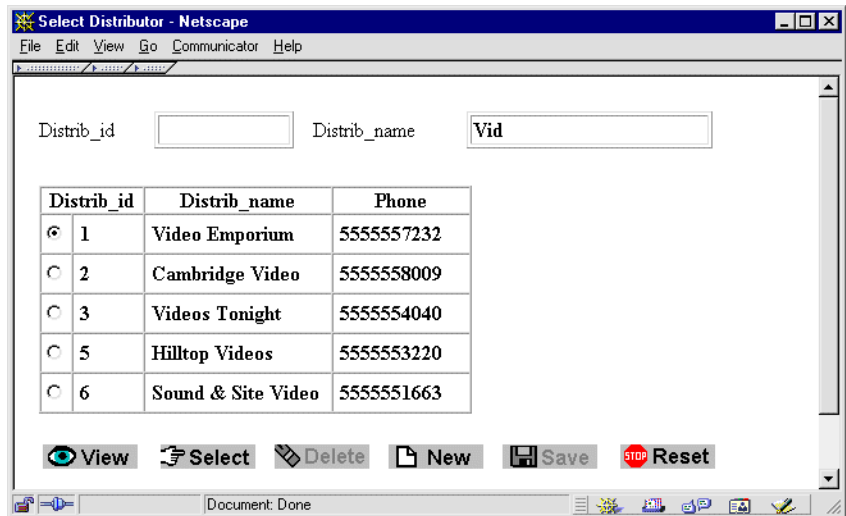 Select Distributor - Netscape
File Edit View Go Communicator Help
Distrib_id Distrib_name Vid
Distrib_id Distrib_name Phone
1 Video Emporium 5555557232
2 Cambridge Video 5555558009
3 Videos Tonight 5555554040
5 Hilltop Videos 5555553220
6 Sound & Site Video 5555551663
View Select Delete New Save STOP Reset
Document: Done